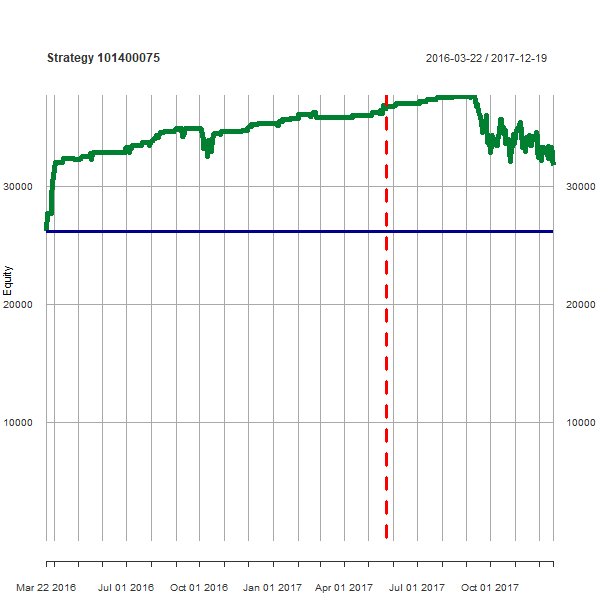 Strategy 101400075
2016-03-22 / 2017-12-19
30000
30000
Equity
20000
20000
10000
10000
Mar 22 2016
Jul 01 2016
Oct 01 2016
Jan 01 2017
Apr 01 2017
Jul 01 2017
Oct 01 2017